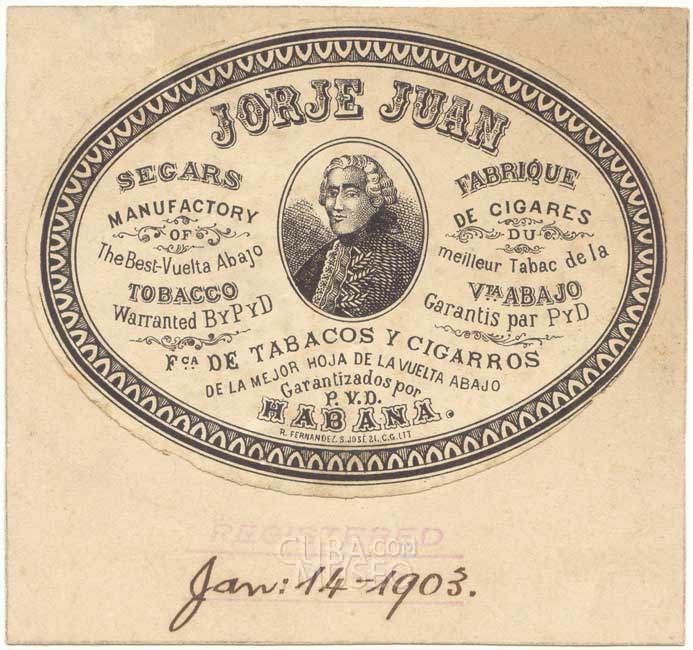 JORJE JUAN
SEGARS
MANUFACTORY
OF
The Best-Vuelta Abajo
TOBACCO
Warranted By PyD
FABRIQUE
DE CIGARES
DU
meilleur Tabac de la
Vta ABAJO
Garantis par PyD
Fca DE TABACOS Y CIGARROS
DE LA MEJOR HOJA DE LA VUELTA ABAJO
Garantizados por
P. Y. D.
HABANA.
R. FERNANDEZ. S. JOSÉ 21. C.G. LIT
REGISTERED
CUBA MUSEO.COM
Jan: 14-1903.